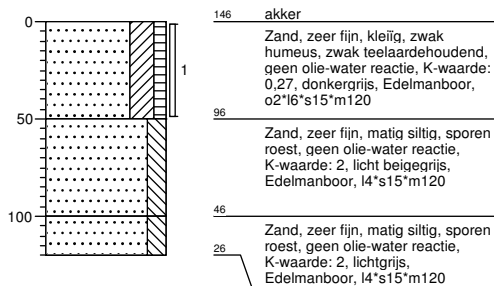 0
50
100
1
146 akker
Zand, zeer fijn, kleiïg, zwak
humeus, zwak teelaardehoudend,
geen olie-water reactie, K-waarde:
0,27, donkergrijs, Edelmanboor,
o2*l6*s15*m120
96
Zand, zeer fijn, matig siltig, sporen
roest, geen olie-water reactie,
K-waarde: 2, licht beigegrijs,
Edelmanboor, l4*s15*m120
46
Zand, zeer fijn, matig siltig, sporen
roest, geen olie-water reactie,
K-waarde: 2, lichtgrijs,
Edelmanboor, l4*s15*m120
26